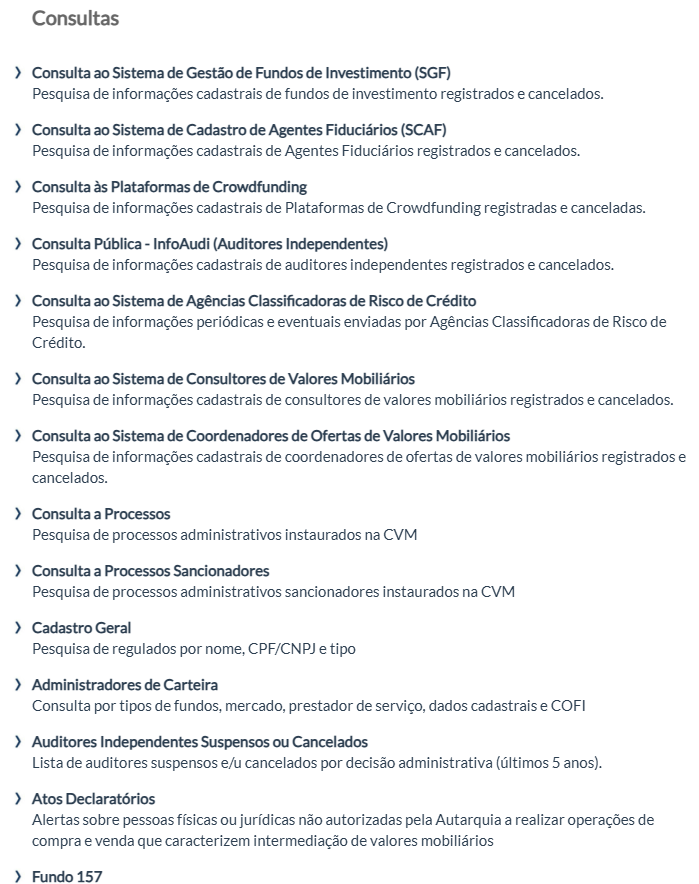 Consultas
Consulta ao Sistema de Gestão de Fundos de Investimento (SGF)
Pesquisa de informações cadastrais de fundos de investimento registrados e cancelados.
Consulta ao Sistema de Cadastro de Agentes Fiduciários (SCAF)
Pesquisa de informações cadastrais de Agentes Fiduciários registrados e cancelados.
Consulta às Plataformas de Crowdfunding
Pesquisa de informações cadastrais de Plataformas de Crowdfunding registradas e canceladas.
Consulta Pública - InfoAudi (Auditores Independentes)
Pesquisa de informações cadastrais de auditores independentes registrados e cancelados.
Consulta ao Sistema de Agências Classificadoras de Risco de Crédito
Pesquisa de informações periódicas e eventuais enviadas por Agências Classificadoras de Risco de
Crédito.
Consulta ao Sistema de Consultores de Valores Mobiliários
Pesquisa de informações cadastrais de consultores de valores mobiliários registrados e cancelados.
Consulta ao Sistema de Coordenadores de Ofertas de Valores Mobiliários
Pesquisa de informações cadastrais de coordenadores de ofertas de valores mobiliários registrados e
cancelados.
Consulta a Processos
Pesquisa de processos administrativos instaurados na CVM
Consulta a Processos Sancionadores
Pesquisa de processos administrativos sancionadores instaurados na CVM
Cadastro Geral
Pesquisa de regulados por nome, CPF/CNPJ e tipo
Administradores de Carteira
Consulta por tipos de fundos, mercado, prestador de serviço, dados cadastrais e COFI
Auditores Independentes Suspensos ou Cancelados
Lista de auditores suspensos e/u cancelados por decisão administrativa (últimos 5 anos).
Atos Declaratórios
Alertas sobre pessoas físicas ou jurídicas não autorizadas pela Autarquia a realizar operações de
compra e venda que caracterizem intermediação de valores mobiliários
Fundo 157